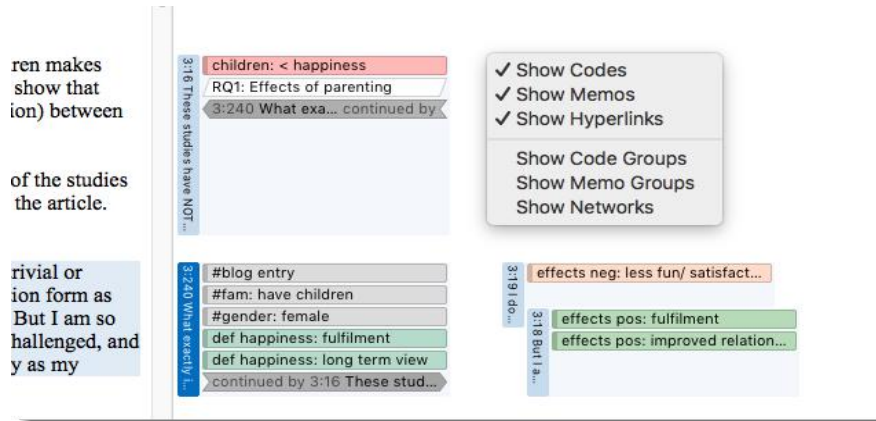 ren makes
show that
ion) between
of the studies
the article.
rivial or
ion form as
But I am so
hallenged, and
y as my
3:16 These studies have NOT...
children: < happiness
RQ1: Effects of parenting
3:240 What exa... continued by
✓ Show Codes
✓ Show Memos
✓ Show Hyperlinks
Show Code Groups
Show Memo Groups
Show Networks
3:240 What exactly i...
#blog entry
#fam: have children
#gender: female
def happiness: fulfilment
def happiness: long term view
continued by 3:16 These stud...
3:19 I do...
effects neg: less fun/ satisfact...
3:18 But I a...
effects pos: fulfilment
effects pos: improved relation...